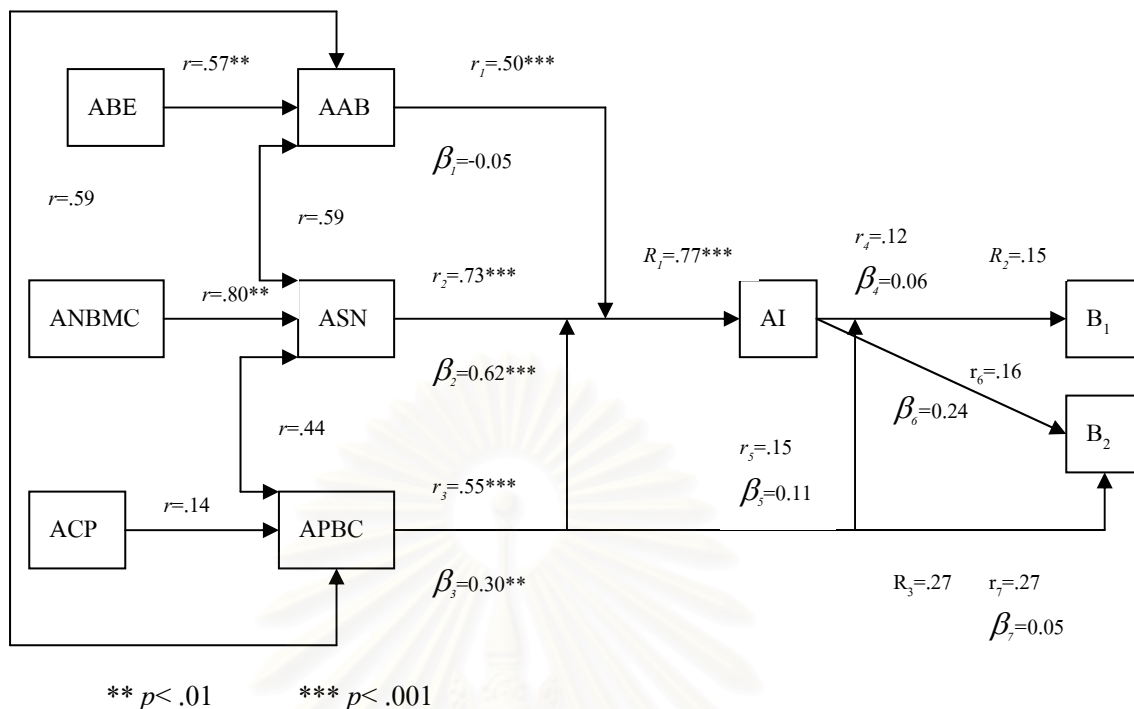 r=.57**
r₁=.50***
ABE
AAB
β₁=-0.05
r=.59
r=.59
r₄=.12
R₁=.77***
R₂=.15
r₂=.73***
β₄=0.06
r=.80**
ANBMC
ASN
AI
B₁
β₂=0.62***
r₆=.16
β₆=0.24
B₂
r=.44
r₅=.15
r₃=.55***
β₅=0.11
r=.14
ACP
APBC
β₃=0.30**
R₃=.27 r₇=.27
β₇=0.05
** p< .01 *** p< .001